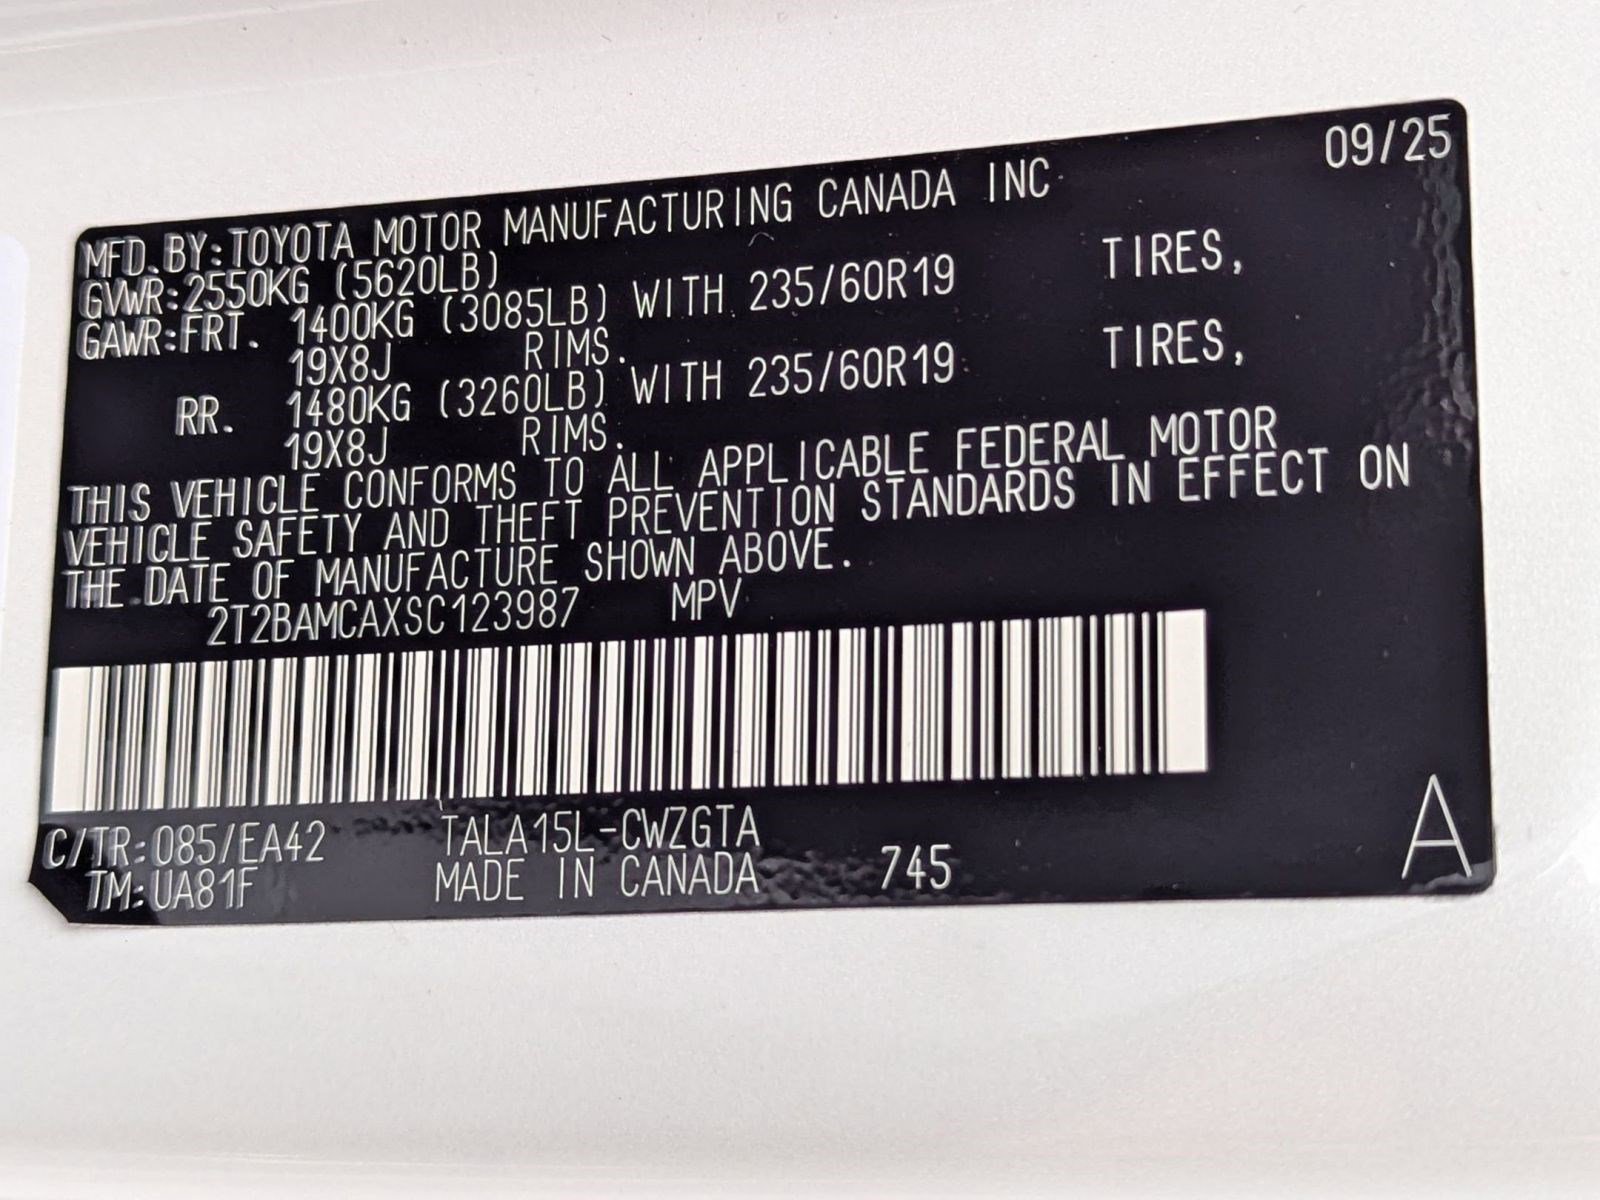 09/25
MFD. BY: TOYOTA MOTOR MANUFACTURING CANADA INC.
GVWR: 2550KG (5620LB)
GAWR: FRT. 1400KG (3085LB) WITH 235/60R19 TIRES,
19X8J RIMS.
RR. 1480KG (3260LB) WITH 235/60R19 TIRES,
19X8J RIMS.
THIS VEHICLE CONFORMS TO ALL APPLICABLE FEDERAL MOTOR
VEHICLE SAFETY AND THEFT PREVENTION STANDARDS IN EFFECT ON
THE DATE OF MANUFACTURE SHOWN ABOVE.
2T2BAMCAXSC123987 MPV
C/TR: 085/EA42 TALA15L-CWZGTA
TM: UA81F MADE IN CANADA 745
A